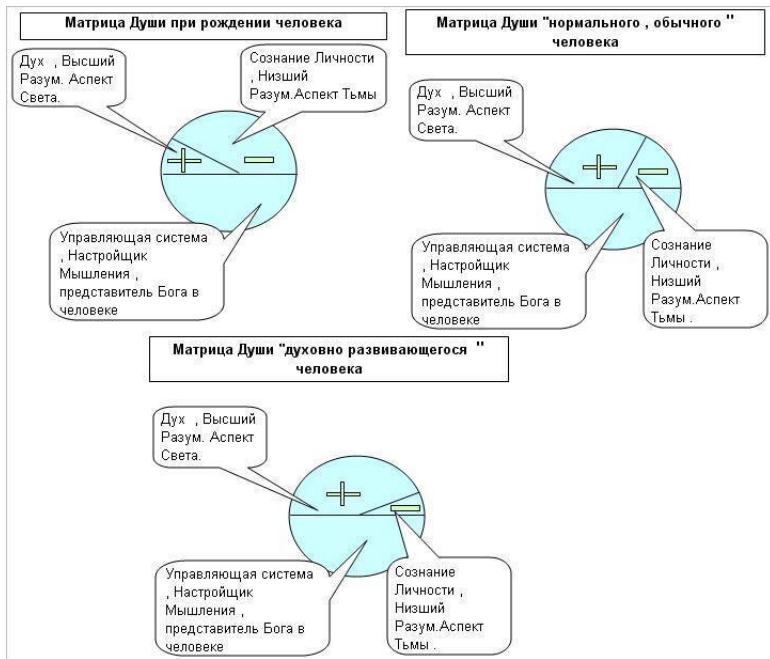 Матрица Души при рождении человека
Дух , Высший
Разум. Аспект
Света.
Сознание Личности
, Низший
Разум.Аспект Тьмы
Управляющая система
, Настройщик
Мышления ,
представитель Бога в
человеке
Матрица Души "нормального , обычного "
человека
Дух , Высший
Разум. Аспект
Света.
Управляющая система
, Настройщик
Мышления ,
представитель Бога в
человеке
Сознание
Личности ,
Низший
Разум.Аспект
Тьмы .
Матрица Души "духовно развивающегося "
человека
Дух , Высший
Разум. Аспект
Света.
Управляющая система
, Настройщик
Мышления ,
представитель Бога в
человеке
Сознание
Личности ,
Низший
Разум.Аспект
Тьмы .